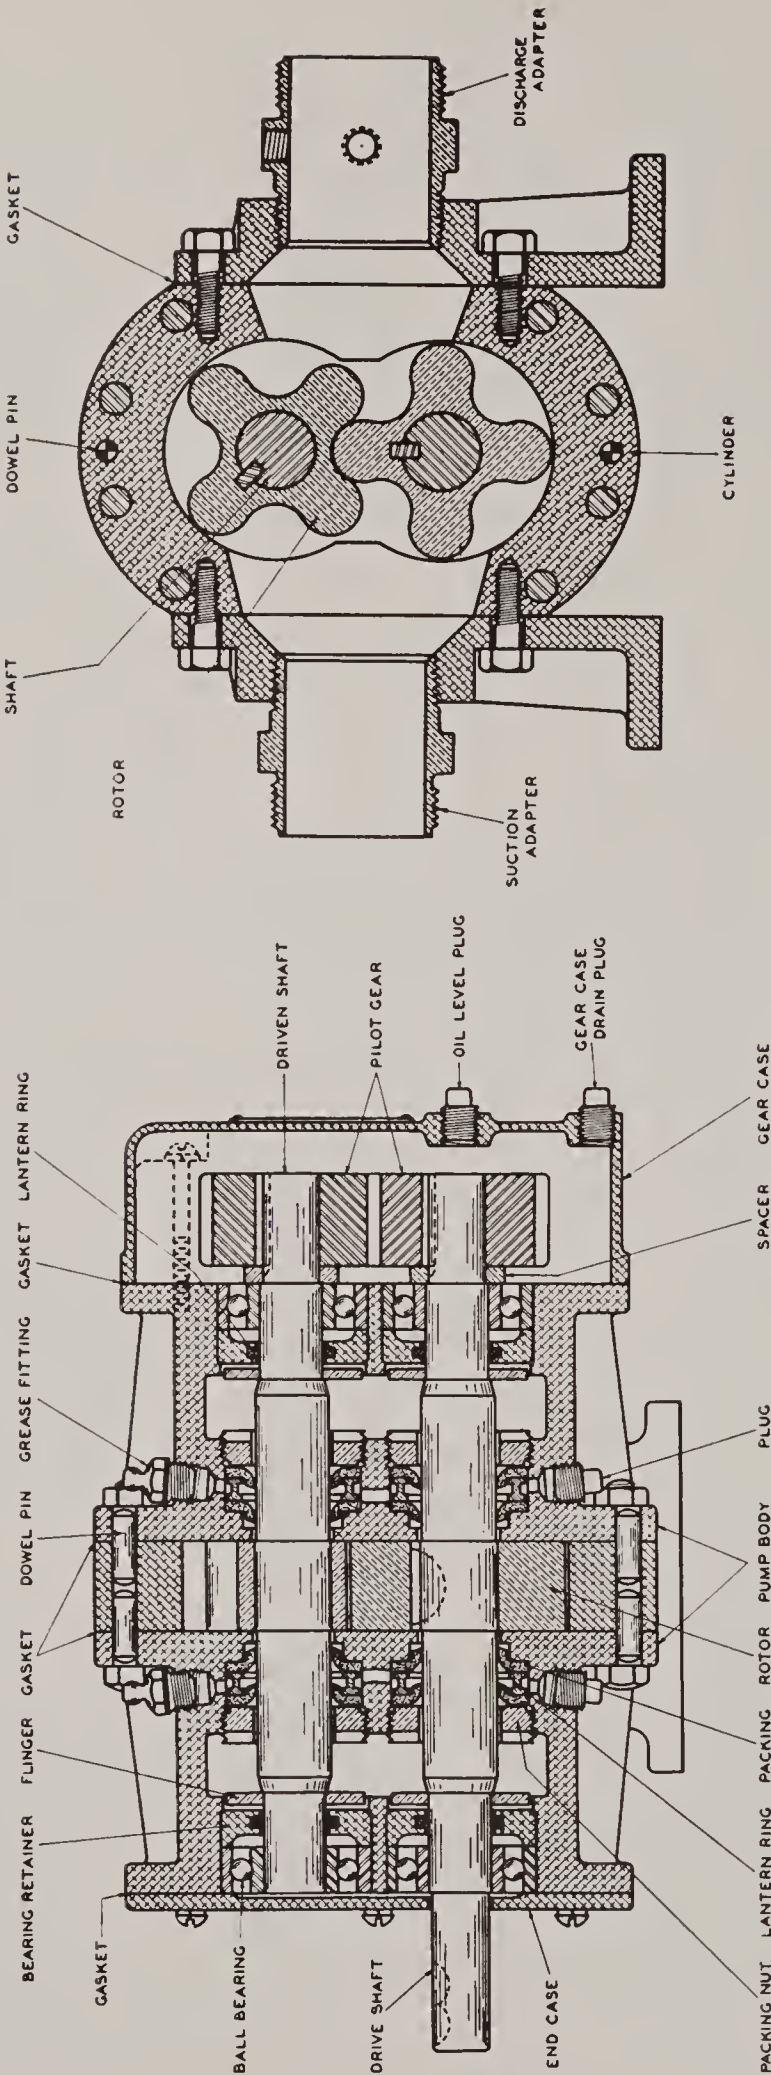 GASKET
DOWEL PIN
SHAFT
ROTOR
DISCHARGE
ADAPTER
CYLINDER
SUCTION
ADAPTER
LANTERN RING
GASKET
GREASE FITTING
DOWEL PIN
GASKET
FLINGER
BEARING RETAINER
GASKET
BALL BEARING
DRIVE SHAFT
END CASE
DRIVEN SHAFT
PILOT GEAR
OIL LEVEL PLUG
GEAR CASE
DRAIN PLUG
GEAR CASE
SPACER
PLUG
PUMP BODY
ROTOR
PACKING
LANTERN RING
PACKING NUT